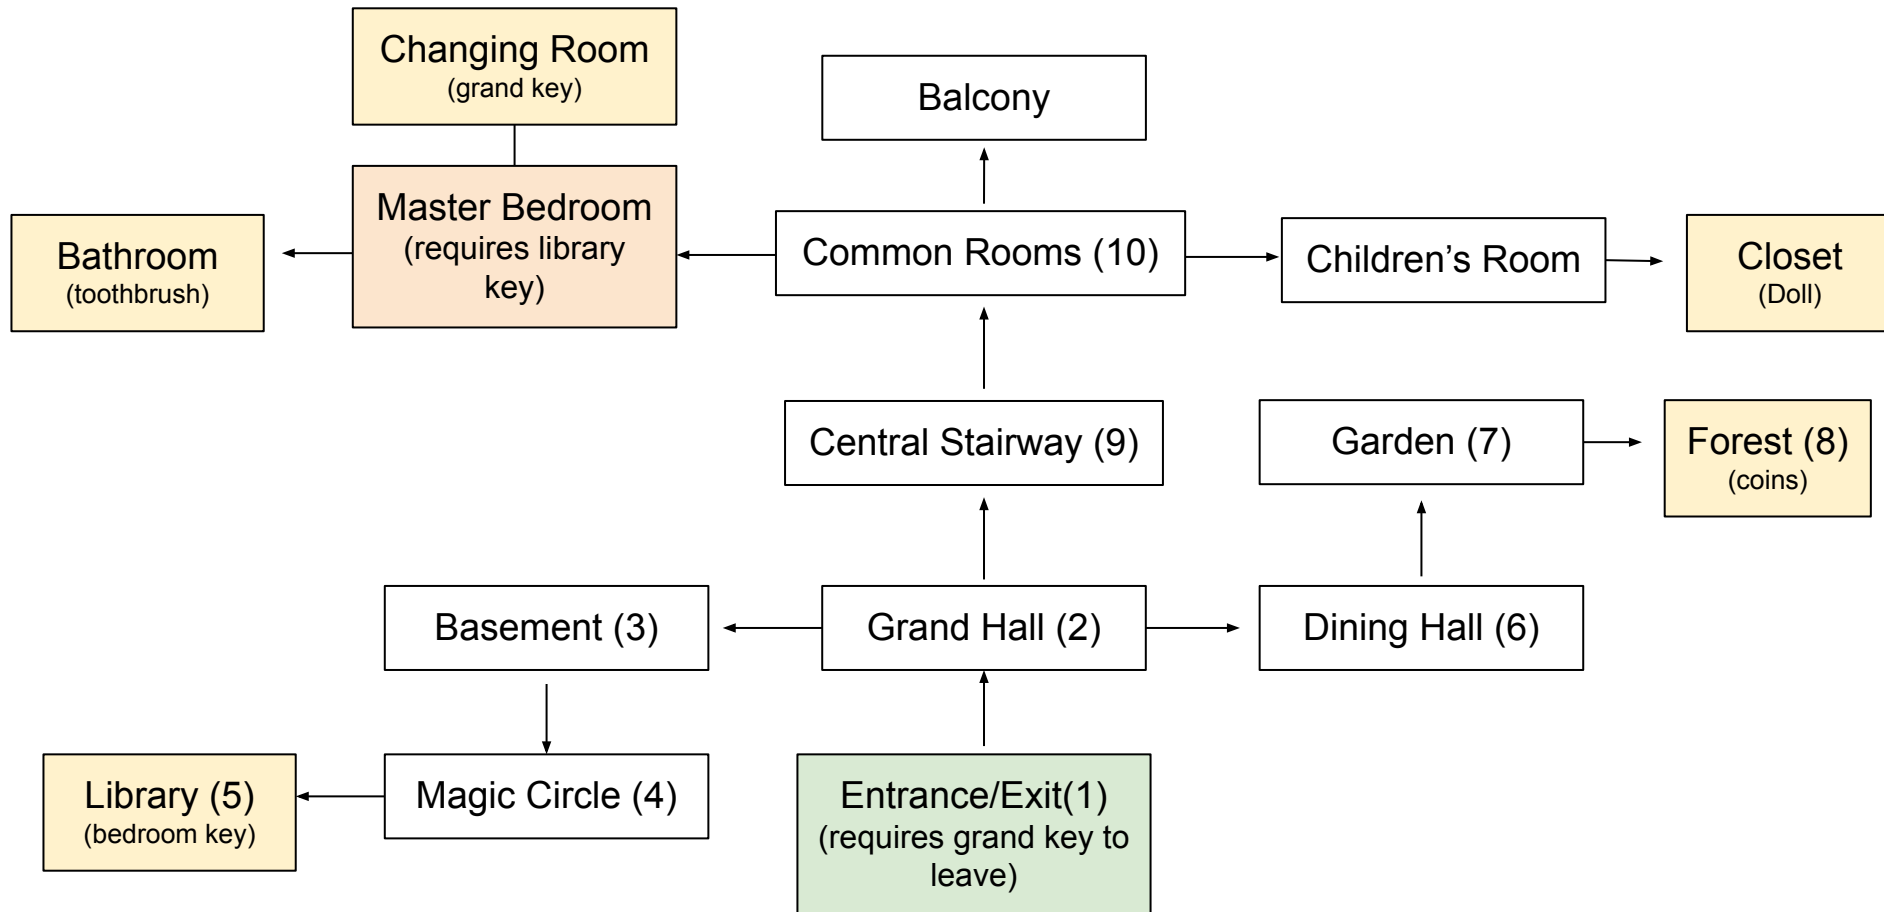 Changing Room
(grand key)
Balcony
Master Bedroom
(requires library
key)
Bathroom
(toothbrush)
Common Rooms (10)
Children’s Room
Closet
(Doll)
Central Stairway (9)
Garden (7)
Forest (8)
(coins)
Basement (3)
Grand Hall (2)
Dining Hall (6)
Library (5)
(bedroom key)
Magic Circle (4)
Entrance/Exit(1)
(requires grand key to
leave)